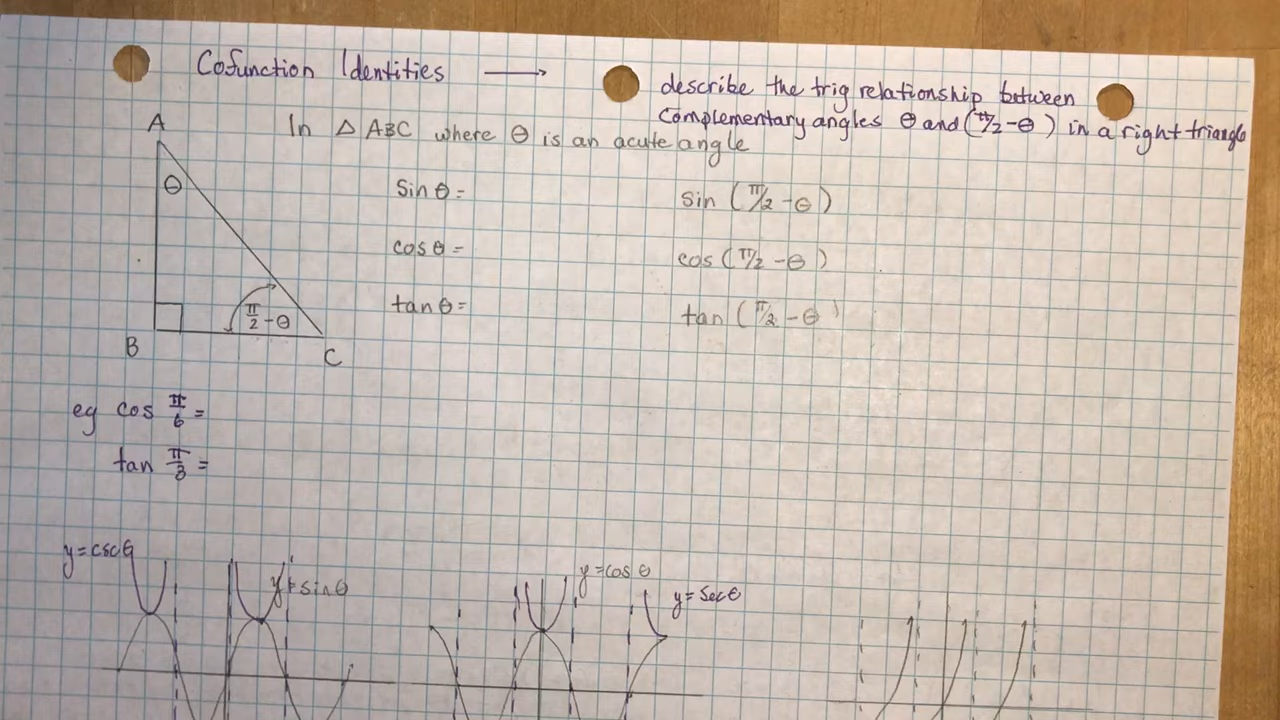 Cofunction Identities →
describe the trig relationship between
complementary angles θ and (π/2 - θ) in a right triangle
In △ABC where θ is an acute angle
A
θ
B
π/2 - θ
C
sin θ =
sin (π/2 - θ)
cos θ =
cos (π/2 - θ)
tan θ =
tan (π/2 - θ)
eg cos π/6 =
tan π/3 =
y = csc θ
y = sin θ
y = cos θ
y = sec θ